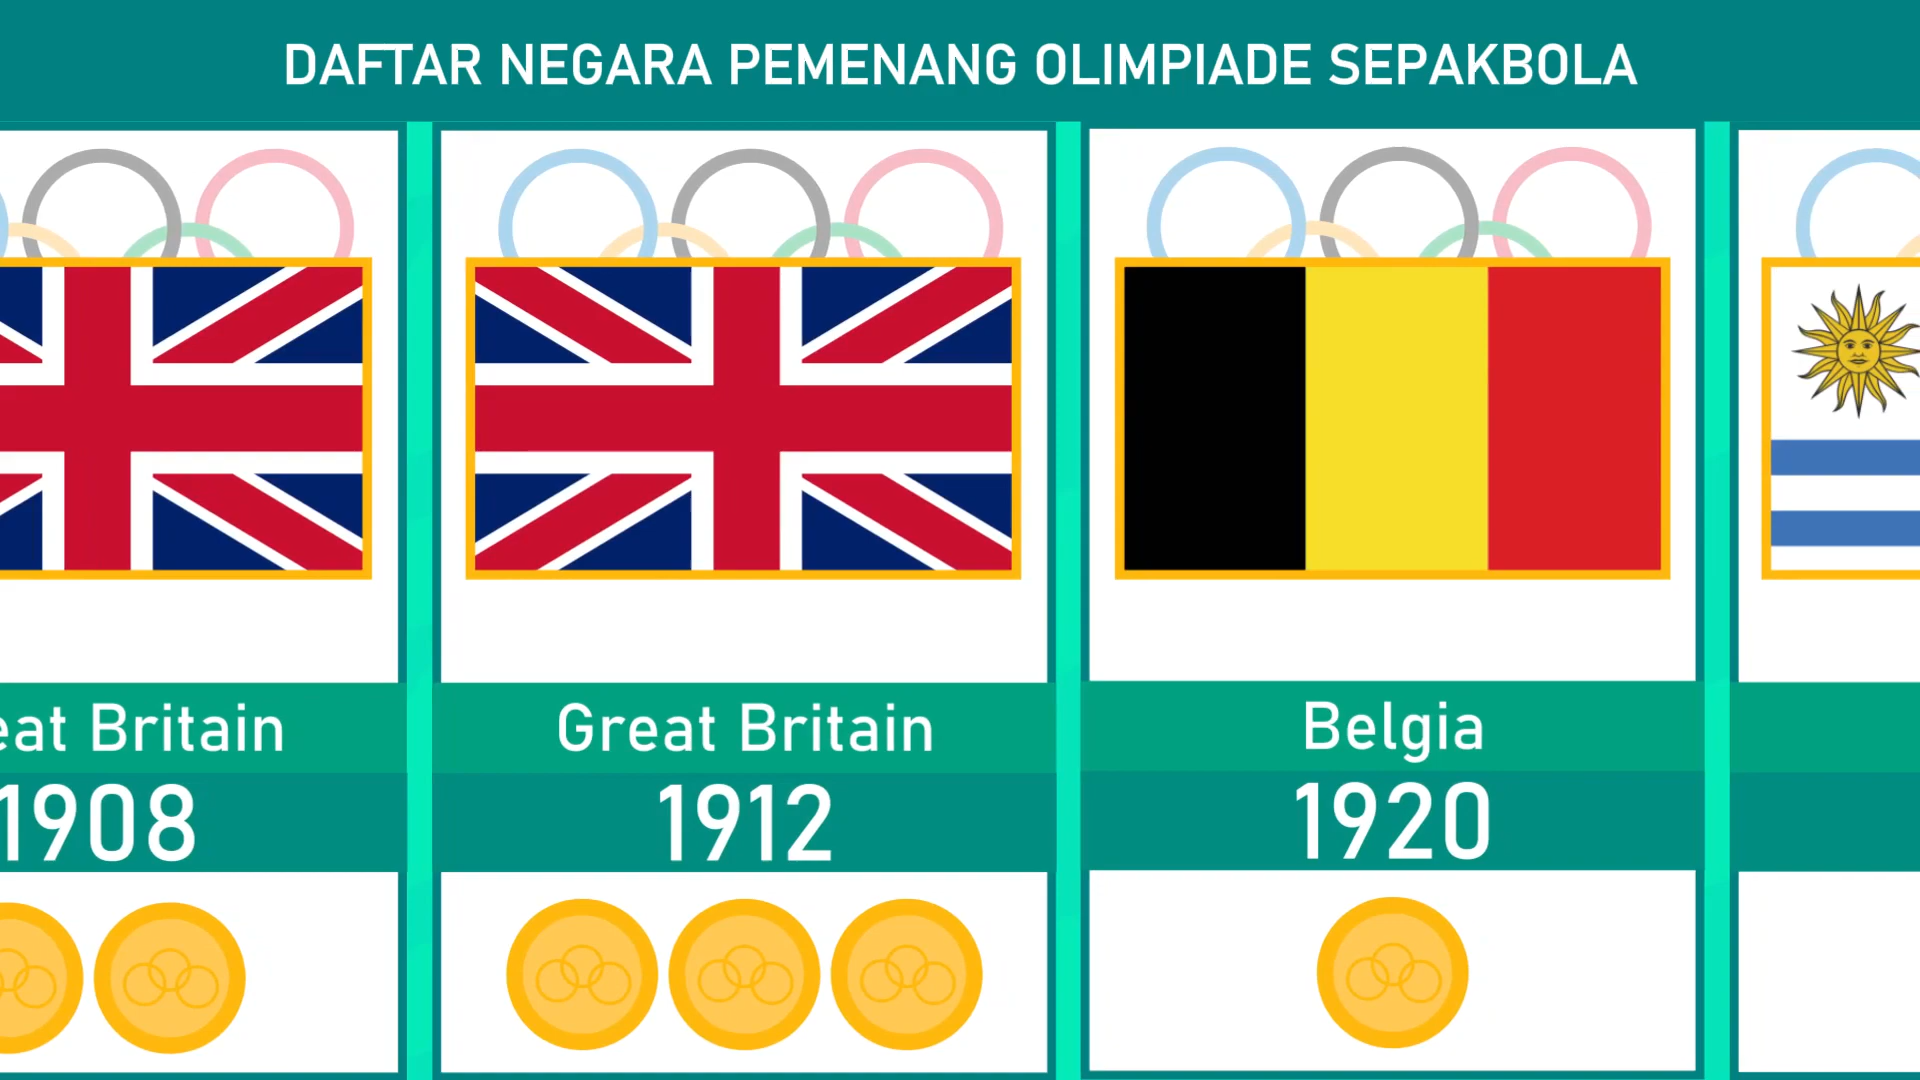 DAFTAR NEGARA PEMENANG OLIMPIADE SEPAKBOLA
eat Britain
1908
Great Britain
1912
Belgia
1920